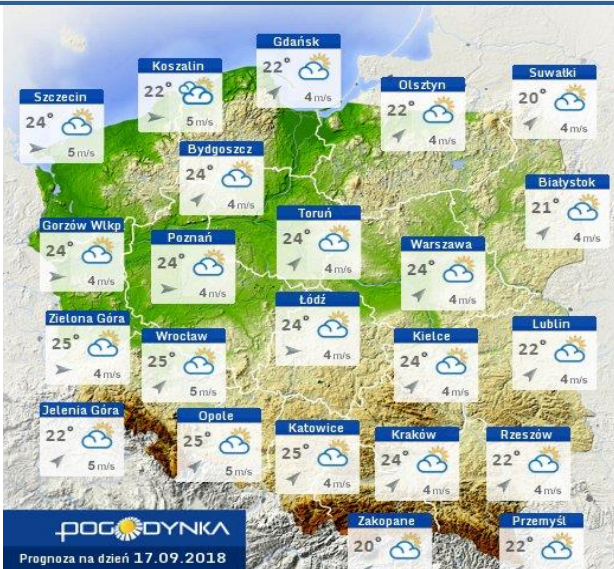 Gdańsk
22°
4 m/s
Koszalin
22°
5 m/s
Suwałki
20°
4 m/s
Olsztyn
22°
4 m/s
Szczecin
24°
5 m/s
Bydgoszcz
24°
4 m/s
Białystok
21°
4 m/s
Toruń
24°
4 m/s
Gorzów Wlkp
24°
4 m/s
Poznań
24°
4 m/s
Warszawa
24°
4 m/s
Łódź
24°
4 m/s
Zielona Góra
25°
4 m/s
Wrocław
25°
5 m/s
Kielce
24°
4 m/s
Lublin
22°
4 m/s
Jelenia Góra
22°
5 m/s
Opole
25°
5 m/s
Katowice
25°
4 m/s
Kraków
24°
4 m/s
Rzeszów
22°
4 m/s
Zakopane
20°
Przemyśl
22°
POGODYNKA
Prognoza na dzień 17.09.2018